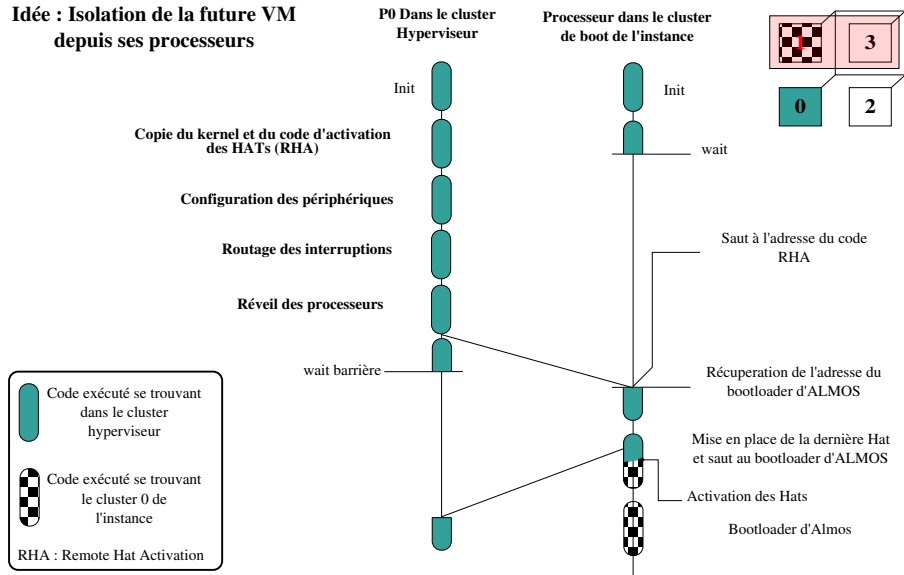 Idée : Isolation de la future VM
depuis ses processeurs
P0 Dans le cluster
Hyperviseur
Processeur dans le cluster
de boot de l'instance
1
3
0
2
Init
Init
Copie du kernel et du code d'activation
des HATs (RHA)
wait
Configuration des périphériques
Routage des interruptions
Saut à l'adresse du code
RHA
Réveil des processeurs
wait barrière
Récuperation de l'adresse du
bootloader d'ALMOS
Mise en place de la dernière Hat
et saut au bootloader d'ALMOS
Activation des Hats
Bootloader d'Almos
Code exécuté se trouvant
dans le cluster
hyperviseur
Code exécuté se trouvant
le cluster 0 de
l'instance
RHA : Remote Hat Activation